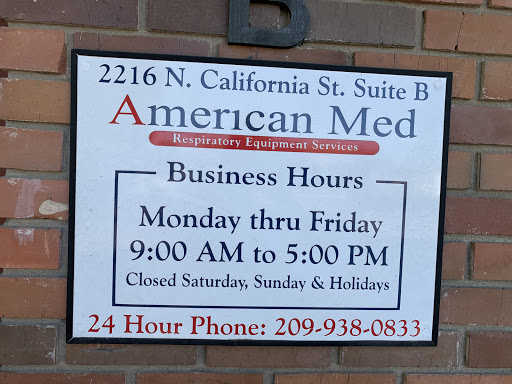 B
2216 N. California St. Suite B
American Med
Respiratory Equipment Services
Business Hours
Monday thru Friday
9:00 AM to 5:00 PM
Closed Saturday, Sunday & Holidays
24 Hour Phone: 209-938-0833